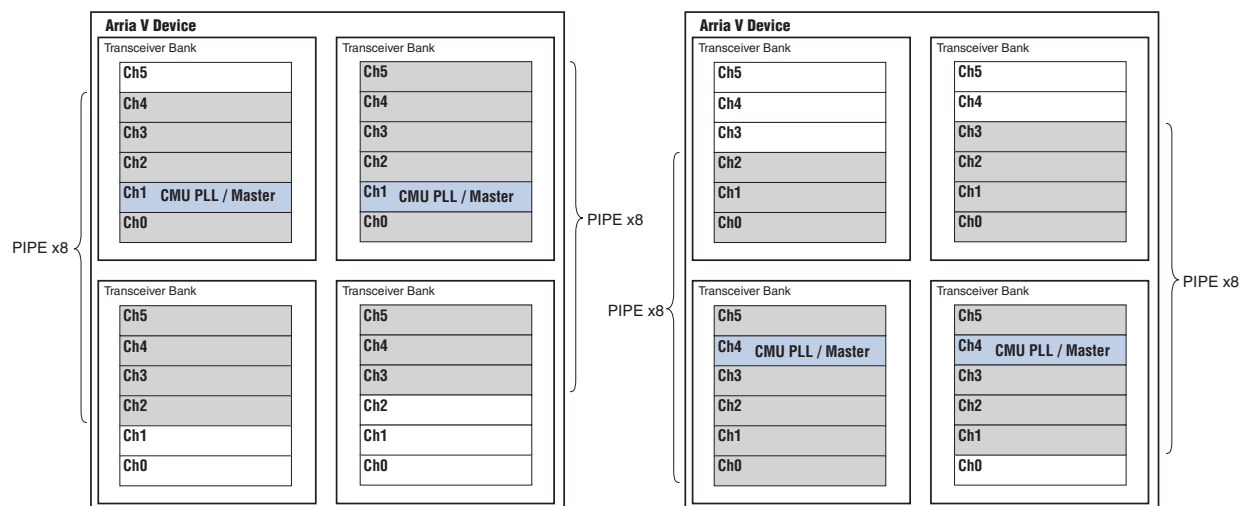 Arria V Device
Transceiver Bank
Ch5
Ch4
Ch3
Ch2
Ch1 CMU PLL / Master
Ch0
Transceiver Bank
Ch5
Ch4
Ch3
Ch2
Ch1 CMU PLL / Master
Ch0
PIPE x8
PIPE x8
Transceiver Bank
Ch5
Ch4
Ch3
Ch2
Ch1
Ch0
Transceiver Bank
Ch5
Ch4
Ch3
Ch2
Ch1
Ch0
Arria V Device
Transceiver Bank
Ch5
Ch4
Ch3
Ch2
Ch1
Ch0
Transceiver Bank
Ch5
Ch4
Ch3
Ch2
Ch1
Ch0
PIPE x8
PIPE x8
Transceiver Bank
Ch5
Ch4 CMU PLL / Master
Ch3
Ch2
Ch1
Ch0
Transceiver Bank
Ch5
Ch4 CMU PLL / Master
Ch3
Ch2
Ch1
Ch0